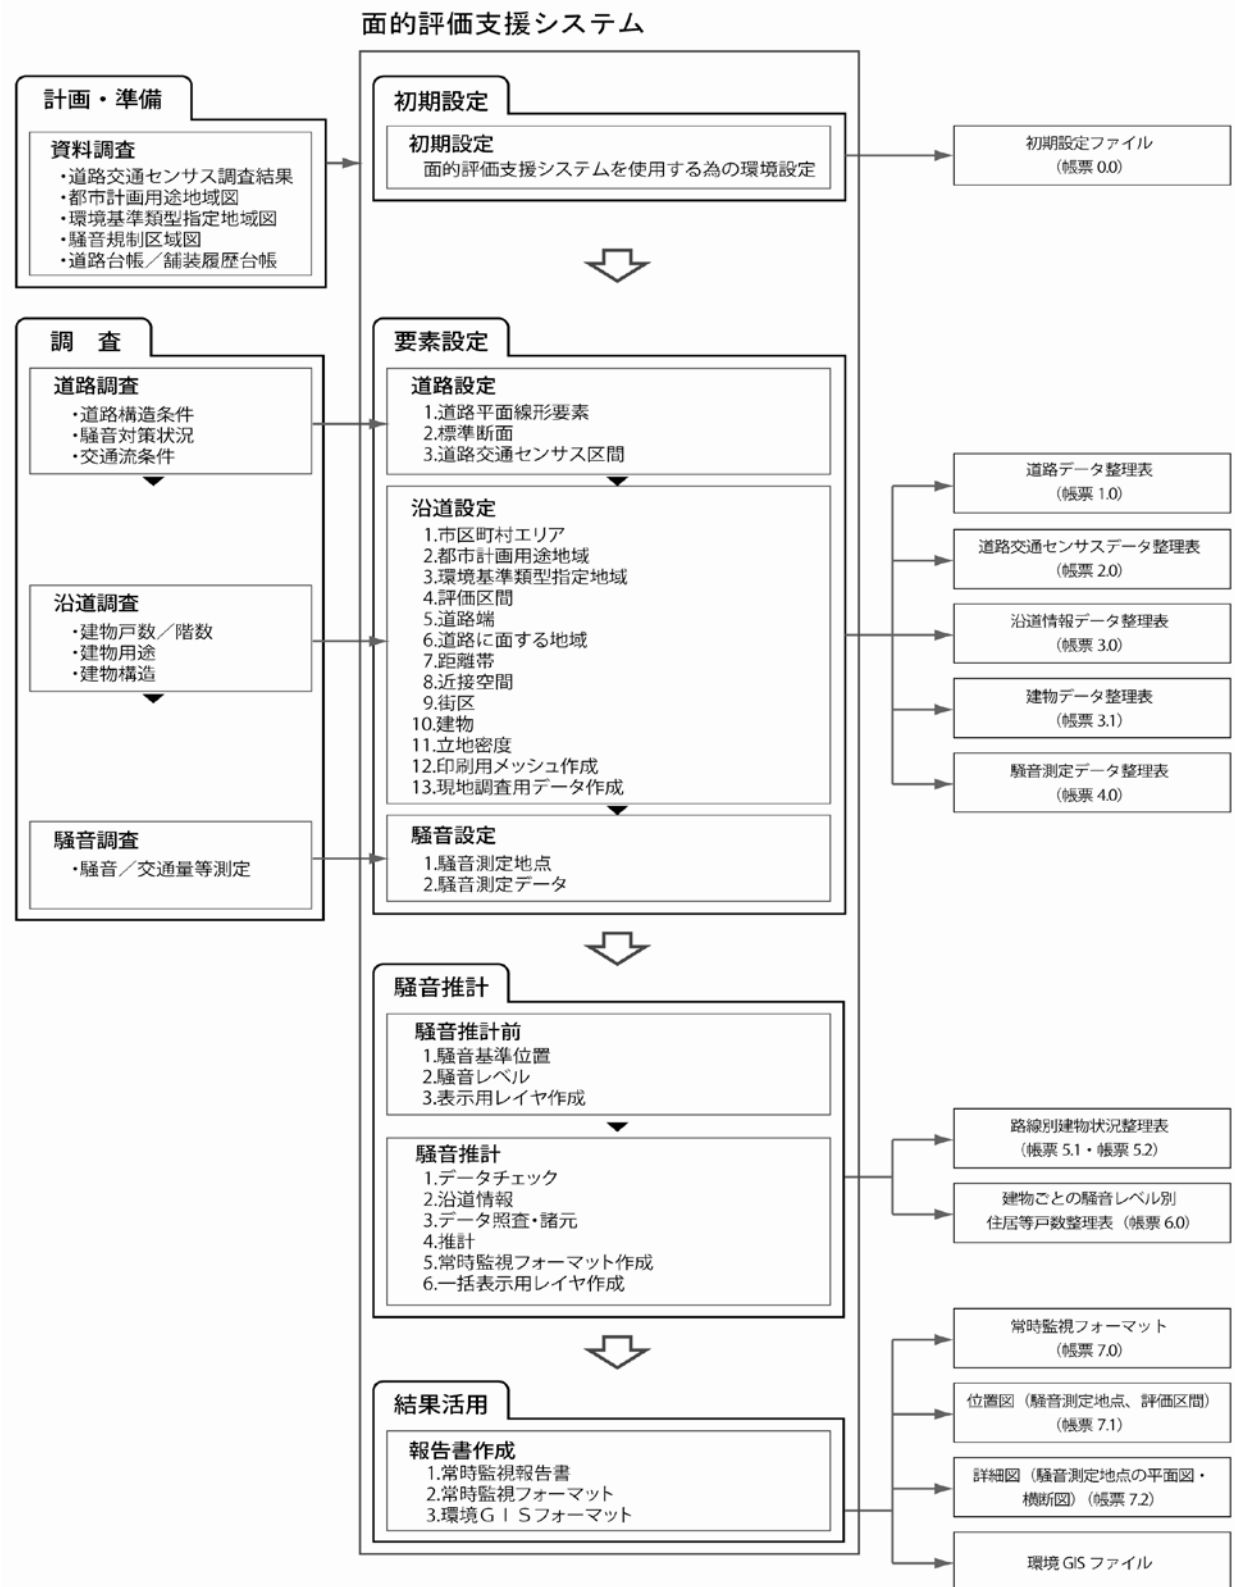 面的評価支援システム
計画・準備
資料調査
・道路交通センサス調査結果
・都市計画用途地域図
・環境基準類型指定地域図
・騒音規制区域図
・道路台帳／舗装履歴台帳
初期設定
初期設定
面的評価支援システムを使用する為の環境設定
初期設定ファイル
（帳票 0.0）
調　査
道路調査
・道路構造条件
・騒音対策状況
・交通流条件
沿道調査
・建物戸数／階数
・建物用途
・建物構造
騒音調査
・騒音／交通量等測定
要素設定
道路設定
1.道路平面線形要素
2.標準断面
3.道路交通センサス区間
沿道設定
1.市区町村エリア
2.都市計画用途地域
3.環境基準類型指定地域
4.評価区間
5.道路端
6.道路に面する地域
7.距離帯
8.近接空間
9.街区
10.建物
11.立地密度
12.印刷用メッシュ作成
13.現地調査用データ作成
騒音設定
1.騒音測定地点
2.騒音測定データ
道路データ整理表
（帳票 1.0）
道路交通センサスデータ整理表
（帳票 2.0）
沿道情報データ整理表
（帳票 3.0）
建物データ整理表
（帳票 3.1）
騒音測定データ整理表
（帳票 4.0）
騒音推計
騒音推計前
1.騒音基準位置
2.騒音レベル
3.表示用レイヤ作成
騒音推計
1.データチェック
2.沿道情報
3.データ照査・諸元
4.推計
5.常時監視フォーマット作成
6.一括表示用レイヤ作成
路線別建物状況整理表
（帳票 5.1・帳票 5.2）
建物ごとの騒音レベル別
住居等戸数整理表（帳票 6.0）
結果活用
報告書作成
1.常時監視報告書
2.常時監視フォーマット
3.環境ＧＩＳフォーマット
常時監視フォーマット
（帳票 7.0）
位置図（騒音測定地点、評価区間）
（帳票 7.1）
詳細図（騒音測定地点の平面図・
横断図）（帳票 7.2）
環境 GIS ファイル